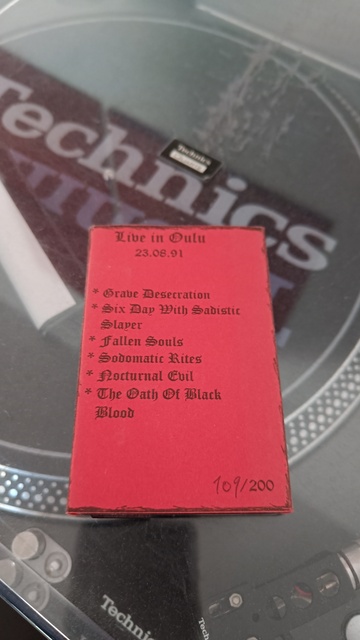 Technics
Technics
Live in Oulu
23.08.91
* Grave Desecration
* Six Day With Sadistic
Slayer
* Fallen Souls
* Sodomatic Rites
* Nocturnal Evil
* The Oath Of Black
Blood
109/200
Technics
Technics